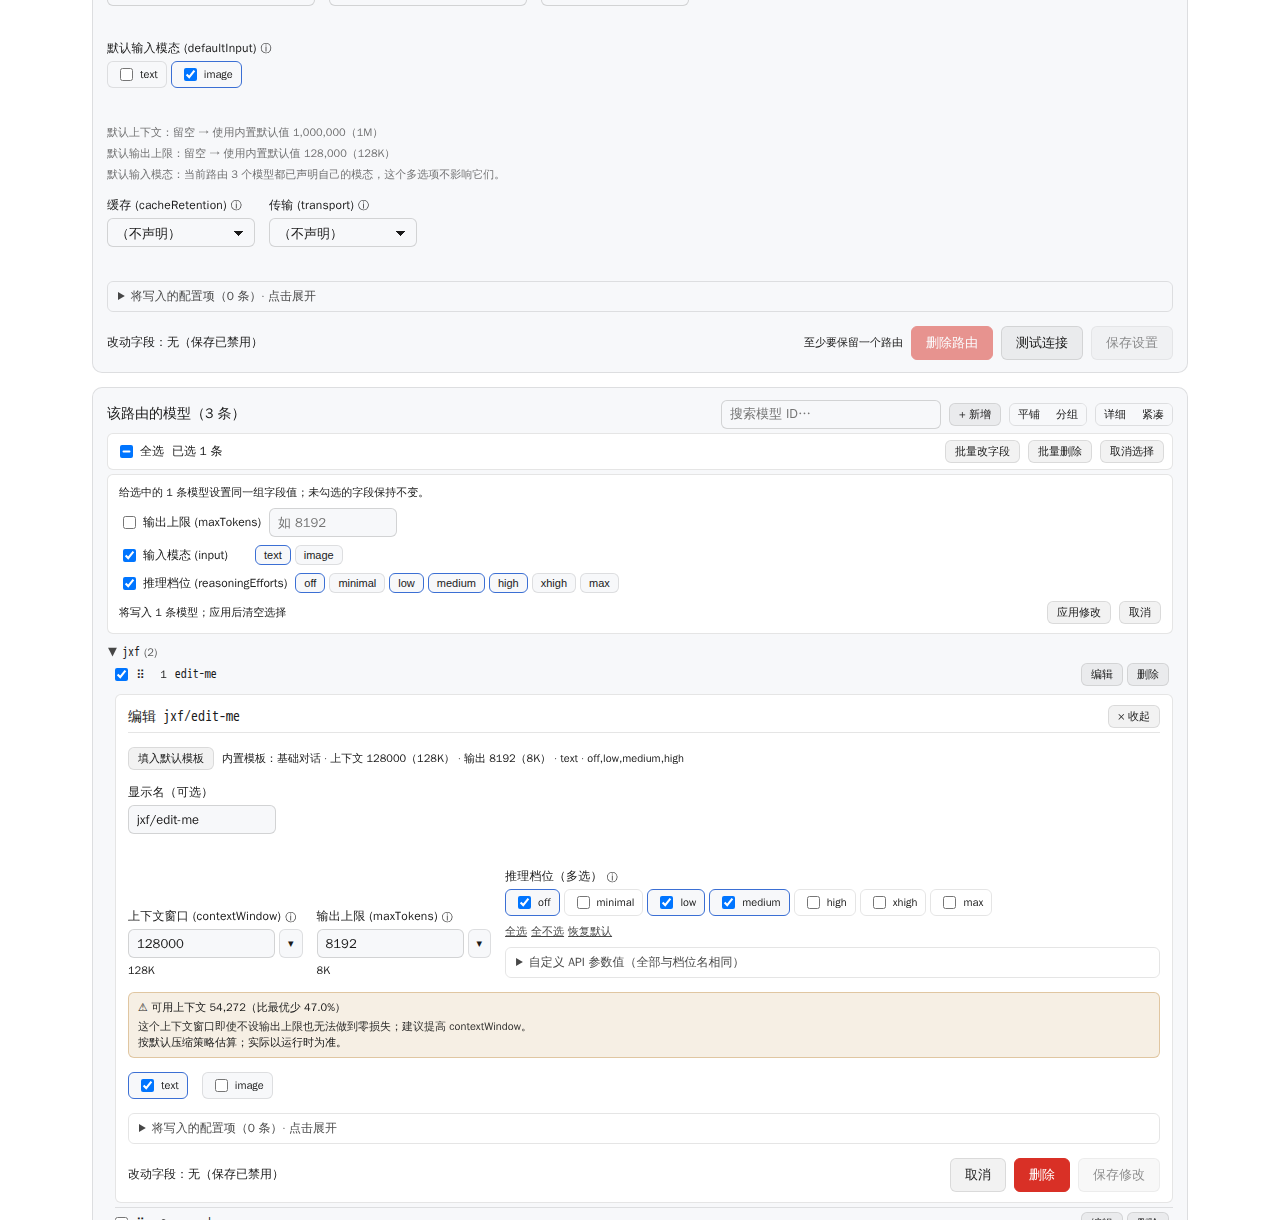 默认输入模态 (defaultInput) ⓘ
text image
默认上下文：留空 → 使用内置默认值 1,000,000（1M）
默认输出上限：留空 → 使用内置默认值 128,000（128K）
默认输入模态：当前路由 3 个模型都已声明自己的模态，这个多选项不影响它们。
缓存 (cacheRetention) ⓘ 传输 (transport) ⓘ
（不声明） （不声明）
▶ 将写入的配置项（0 条）· 点击展开
改动字段：无（保存已禁用） 至少要保留一个路由 删除路由 测试连接 保存设置
该路由的模型（3 条） 搜索模型 ID… + 新增 平铺 分组 详细 紧凑
全选 已选 1 条 批量改字段 批量删除 取消选择
给选中的 1 条模型设置同一组字段值；未勾选的字段保持不变。
输出上限 (maxTokens) 如 8192
输入模态 (input) text image
推理档位 (reasoningEfforts) off minimal low medium high xhigh max
将写入 1 条模型；应用后清空选择 应用修改 取消
▼ jxf (2)
⠿ 1 edit-me 编辑 删除
编辑 jxf/edit-me × 收起
填入默认模板 内置模板：基础对话 · 上下文 128000（128K） · 输出 8192（8K） · text · off,low,medium,high
显示名（可选）
jxf/edit-me
推理档位（多选） ⓘ
off minimal low medium high xhigh max
上下文窗口 (contextWindow) ⓘ 输出上限 (maxTokens) ⓘ
全选 全不选 恢复默认
128000 ▾ 8192 ▾
▶ 自定义 API 参数值（全部与档位名相同）
128K 8K
⚠ 可用上下文 54,272（比最优少 47.0%）
这个上下文窗口即使不设输出上限也无法做到零损失；建议提高 contextWindow。
按默认压缩策略估算；实际以运行时为准。
text image
▶ 将写入的配置项（0 条）· 点击展开
改动字段：无（保存已禁用） 取消 删除 保存修改